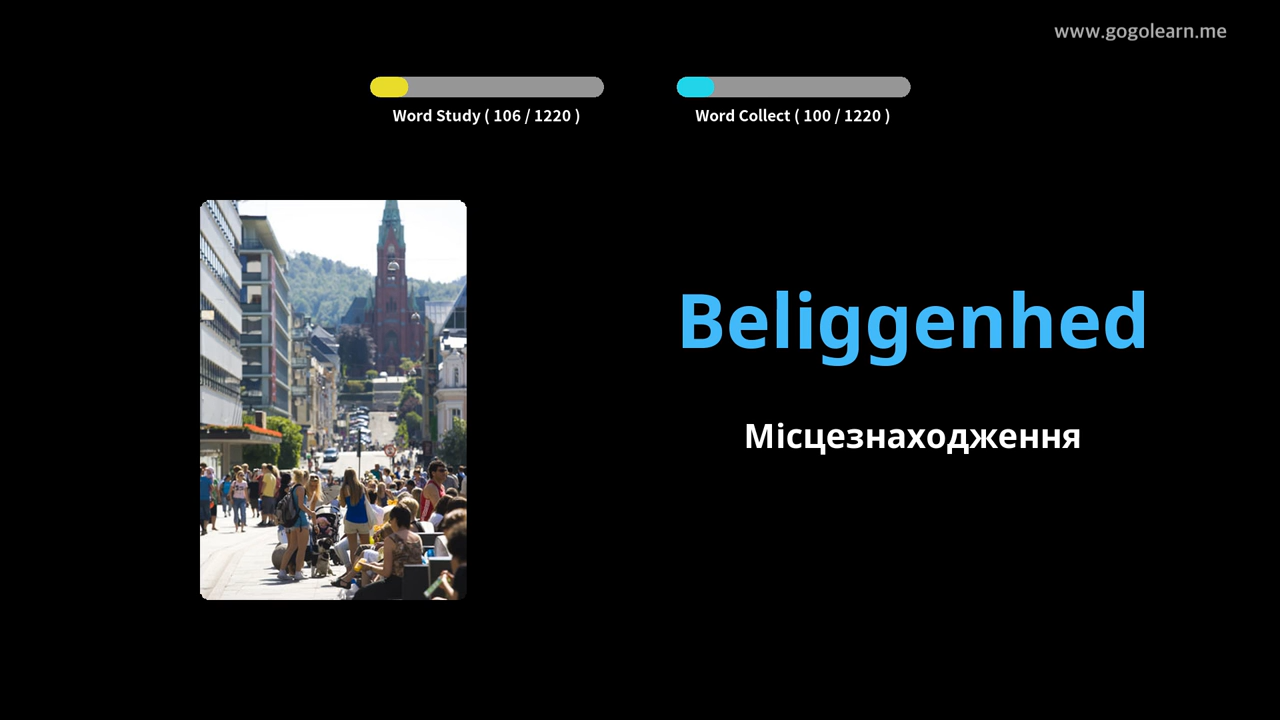 www.gogolearn.me
Word Study ( 106 / 1220 )
Word Collect ( 100 / 1220 )
Beliggenhed
Місцезнаходження